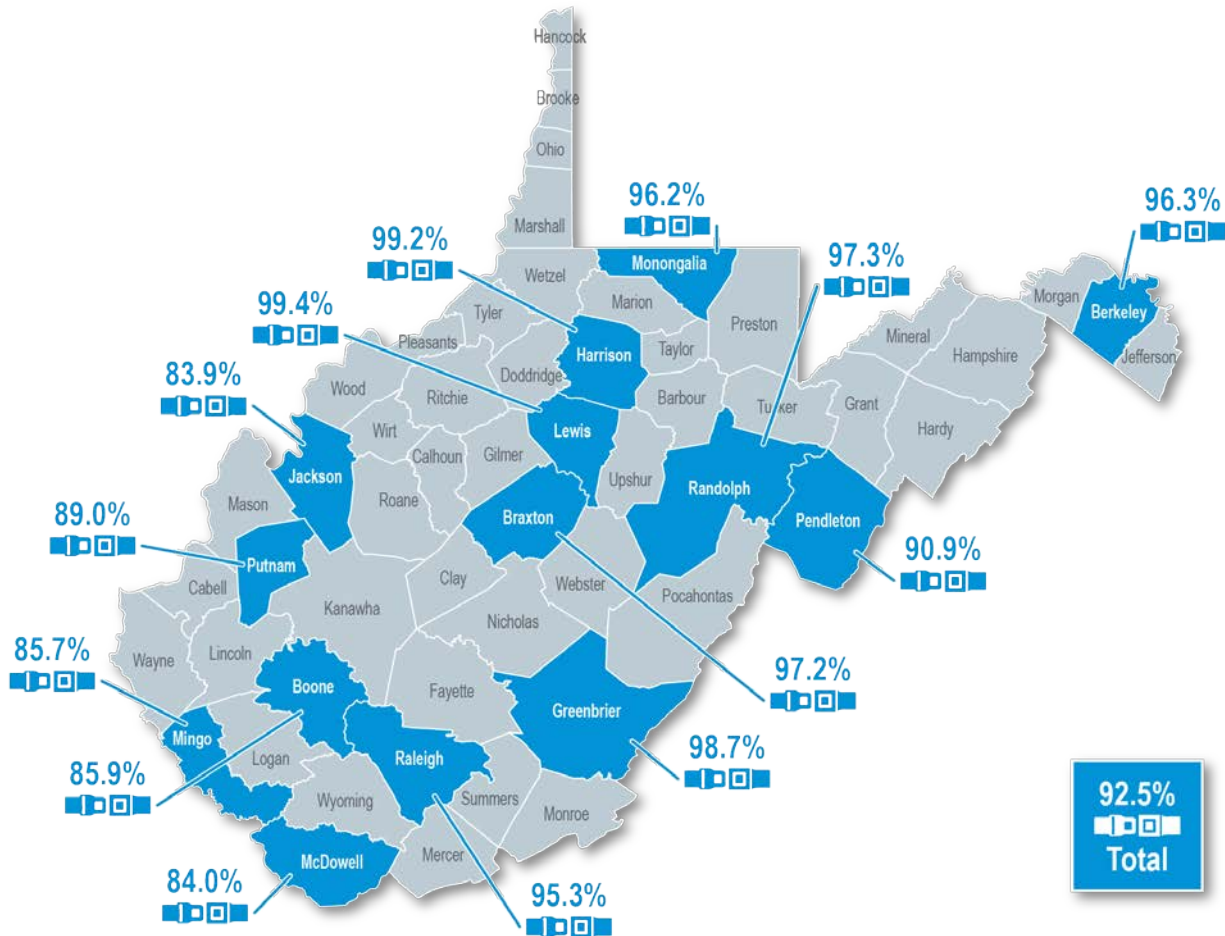 Hancock
Brooke
Ohio
Marshall
96.2%
96.3%
99.2%
97.3%
Wetzel
Monongalia
Marion
Morgan
Berkeley
99.4%
Tyler
Preston
Mineral
Pleasants
Harrison
Taylor
Hampshire
Jefferson
Doddridge
83.9%
Wood
Ritchie
Barbour
Tucker
Grant
Hardy
Wirt
Lewis
Calhoun
Gilmer
Jackson
Upshur
Randolph
Roane
Mason
Braxton
Pendleton
89.0%
90.9%
Putnam
Clay
Webster
Cabell
Pocahontas
Kanawha
Nicholas
85.7%
Wayne
Lincoln
97.2%
Boone
Fayette
Greenbrier
Mingo
98.7%
Logan
Raleigh
85.9%
Wyoming
Summers
Monroe
92.5%
Total
McDowell
Mercer
84.0%
95.3%